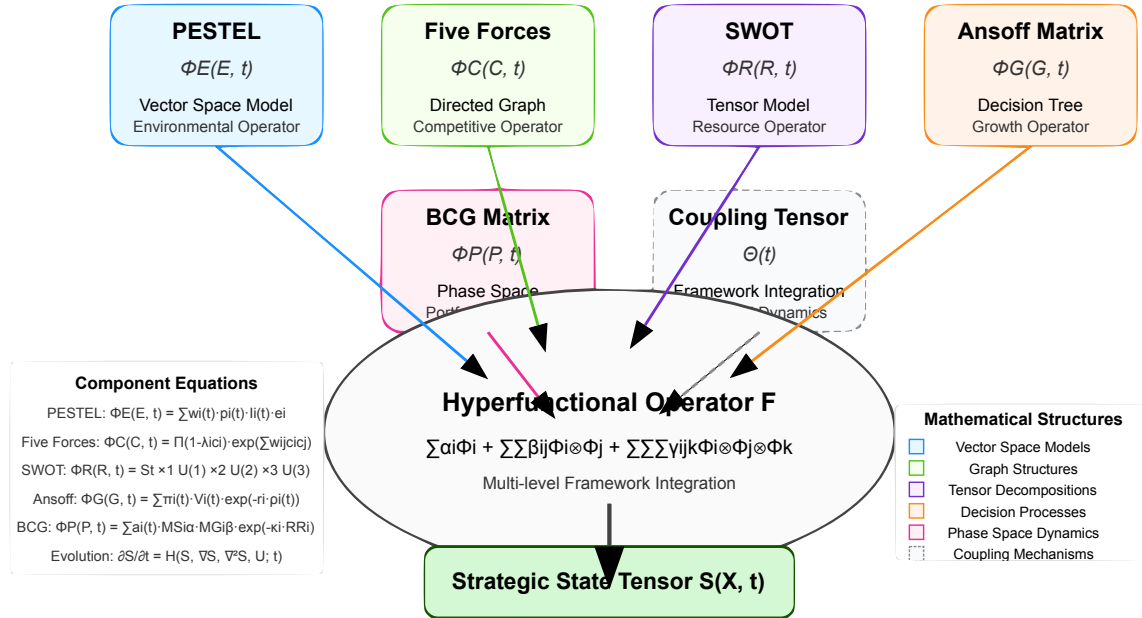 PESTEL
ΦE(E, t)
Vector Space Model
Environmental Operator
Five Forces
ΦC(C, t)
Directed Graph
Competitive Operator
SWOT
ΦR(R, t)
Tensor Model
Resource Operator
Ansoff Matrix
ΦG(G, t)
Decision Tree
Growth Operator
BCG Matrix
ΦP(P, t)
Phase Space
Coupling Tensor
Θ(t)
Framework Integration
Dynamics
Component Equations
PESTEL: ΦE(E, t) = ∑wi(t)·pi(t)·Ii(t)·ei
Five Forces: ΦC(C, t) = Π(1-λici)·exp(∑wijcicj)
SWOT: ΦR(R, t) = St ×1 U(1) ×2 U(2) ×3 U(3)
Ansoff: ΦG(G, t) = ∑πi(t)·Vi(t)·exp(-ri·ρi(t))
BCG: ΦP(P, t) = ∑ai(t)·MSiα·MGiβ·exp(-κi·RRi)
Evolution: ∂S/∂t = H(S, ∇S, ∇²S, U; t)
Hyperfunctional Operator F
∑αiΦi + ∑∑βijΦi⊗Φj + ∑∑∑γijkΦi⊗Φj⊗Φk
Multi-level Framework Integration
Mathematical Structures
Vector Space Models
Graph Structures
Tensor Decompositions
Decision Processes
Phase Space Dynamics
Coupling Mechanisms
Strategic State Tensor S(X, t)